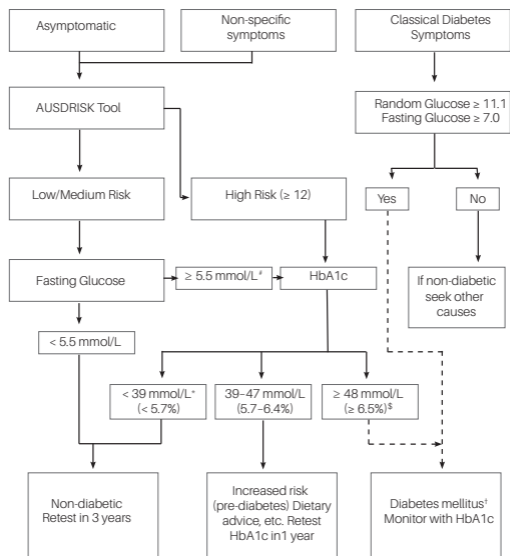 Asymptomatic
Non-specific
symptoms
Classical Diabetes
Symptoms
AUSDRISK Tool
Random Glucose ≥ 11.1
Fasting Glucose ≥ 7.0
Low/Medium Risk
High Risk (≥ 12)
Yes
No
Fasting Glucose
≥ 5.5 mmol/L#
HbA1c
If non-diabetic
seek other
causes
< 5.5 mmol/L
< 39 mmol/L*
(< 5.7%)
39–47 mmol/L
(5.7–6.4%)
≥ 48 mmol/L
(≥ 6.5%)$
Non-diabetic
Retest in 3 years
Increased risk
(pre-diabetes) Dietary
advice, etc. Retest
HbA1c in 1 year
Diabetes mellitus†
Monitor with HbA1c